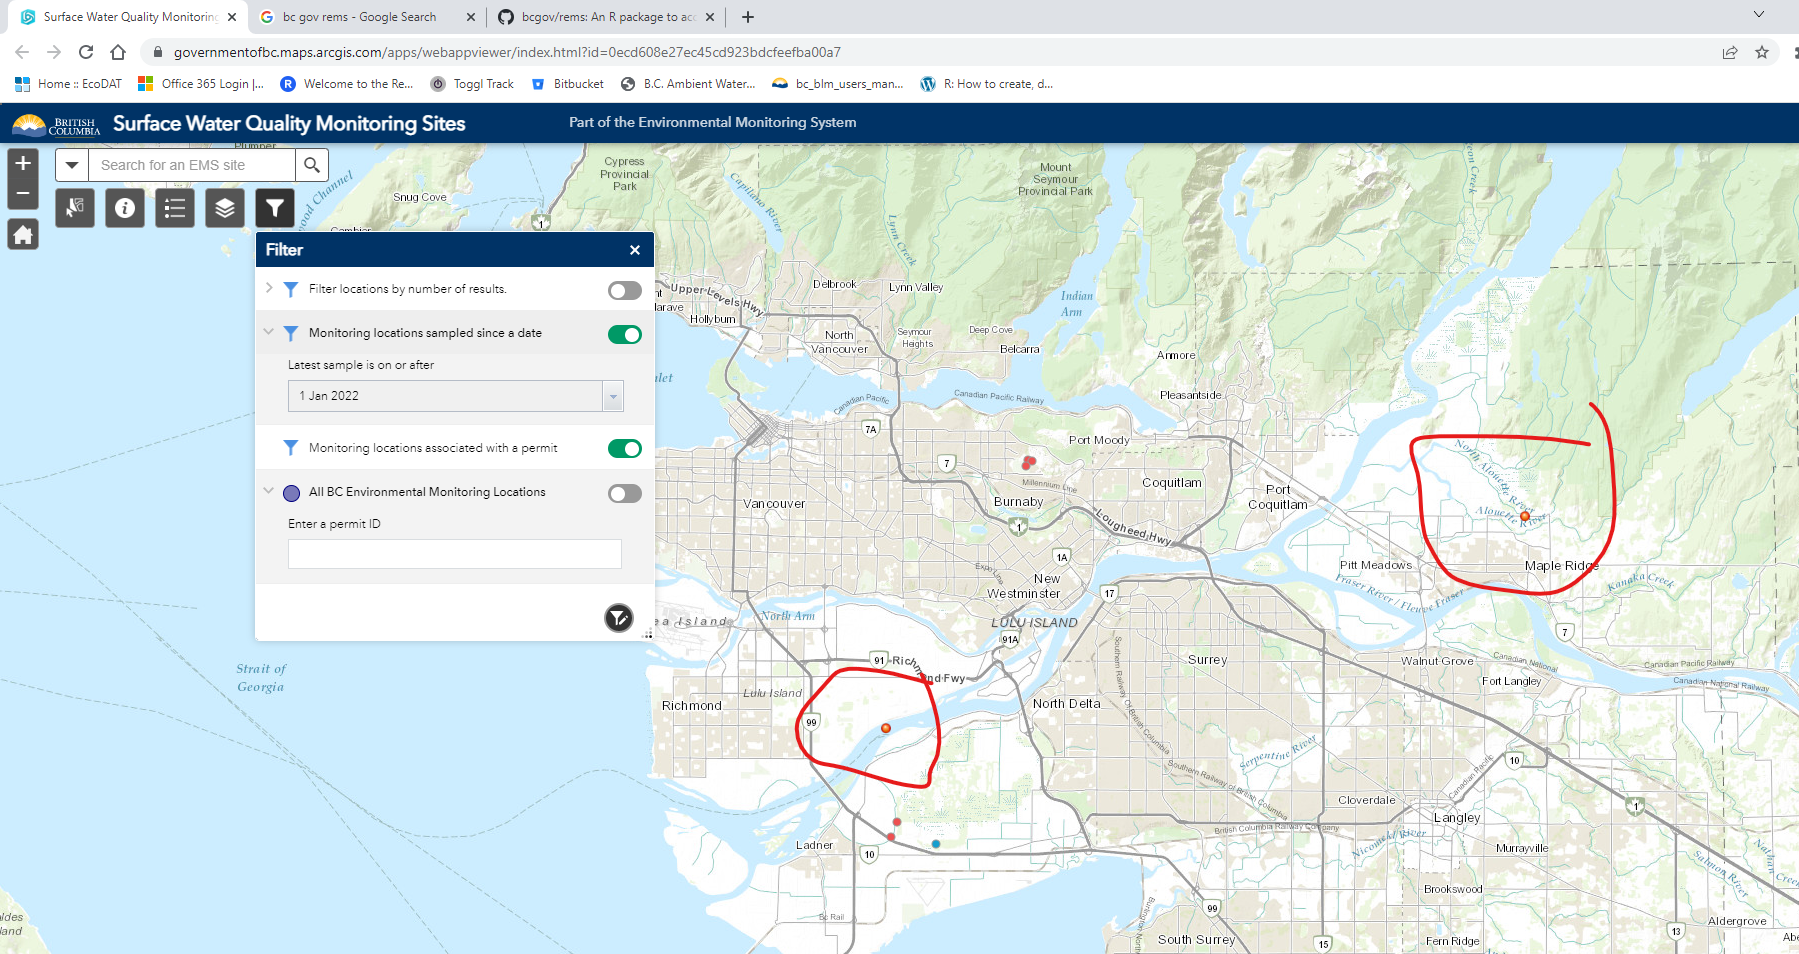 Surface Water Quality Monitoring
bc gov rems - Google Search
bcgov/rems: An R package to acc
governmentofbc.maps.arcgis.com/apps/webappviewer/index.html?id=0ecd608e27ec45cd923bdcfeefba00a7
Home :: EcoDAT
Office 365 Login |...
Welcome to the Re...
Toggl Track
Bitbucket
B.C. Ambient Water...
bc_blm_users_man...
R: How to create, d...
BRITISH
COLUMBIA
Surface Water Quality Monitoring Sites
Part of the Environmental Monitoring System
Search for an EMS site
Filter
Filter locations by number of results.
Monitoring locations sampled since a date
Latest sample is on or after
1 Jan 2022
Monitoring locations associated with a permit
All BC Environmental Monitoring Locations
Enter a permit ID
Plumper
Snug Cove
Channel
1
Cypress
Provincial
Park
Capilano River
Lynn Creek
Mount
Seymour
Provincial Park
Delbrook
Lynn Valley
Indian
Arm
Upper-Levels Hwy
Hollyburn
North
Vancouver
Seymour
Heights
Deep Cove
Belcarra
Anmore
Canadian Pacific
Canadian Pacific Railway
Pleasantside
7A
Port Moody
7
Millennium Line
Burnaby
1
Coquitlam
Port
Coquitlam
Vancouver
Lougheed Hwy
North Alouette River
Alouette River
Expo Line
1A
New
Westminster
Pitt Meadows
Maple Ridge
Fraser River / Fleuve Fraser
Kanaka Creek
17
North Arm
ea Island
LULU ISLAND
91A
7
91
Surrey
Walnut Grove
Canadian National
Canadian Pacific Railway
Fort Langley
Canadian National Railway
Strait of
Georgia
Lulu Island
Richmond
99
North Delta
Southern Railway of British Columbia
Serpentine River
Southern Railway of British Columbia
Canadian Pacific
10
Cloverdale
1
Langley
British Columbia Railway Company
Nicomekl River
Ladner
10
Murrayville
Salmon River
Brookswood
Bc Rail
99
Aldergrove
13
South Surrey
15
Fern Ridge